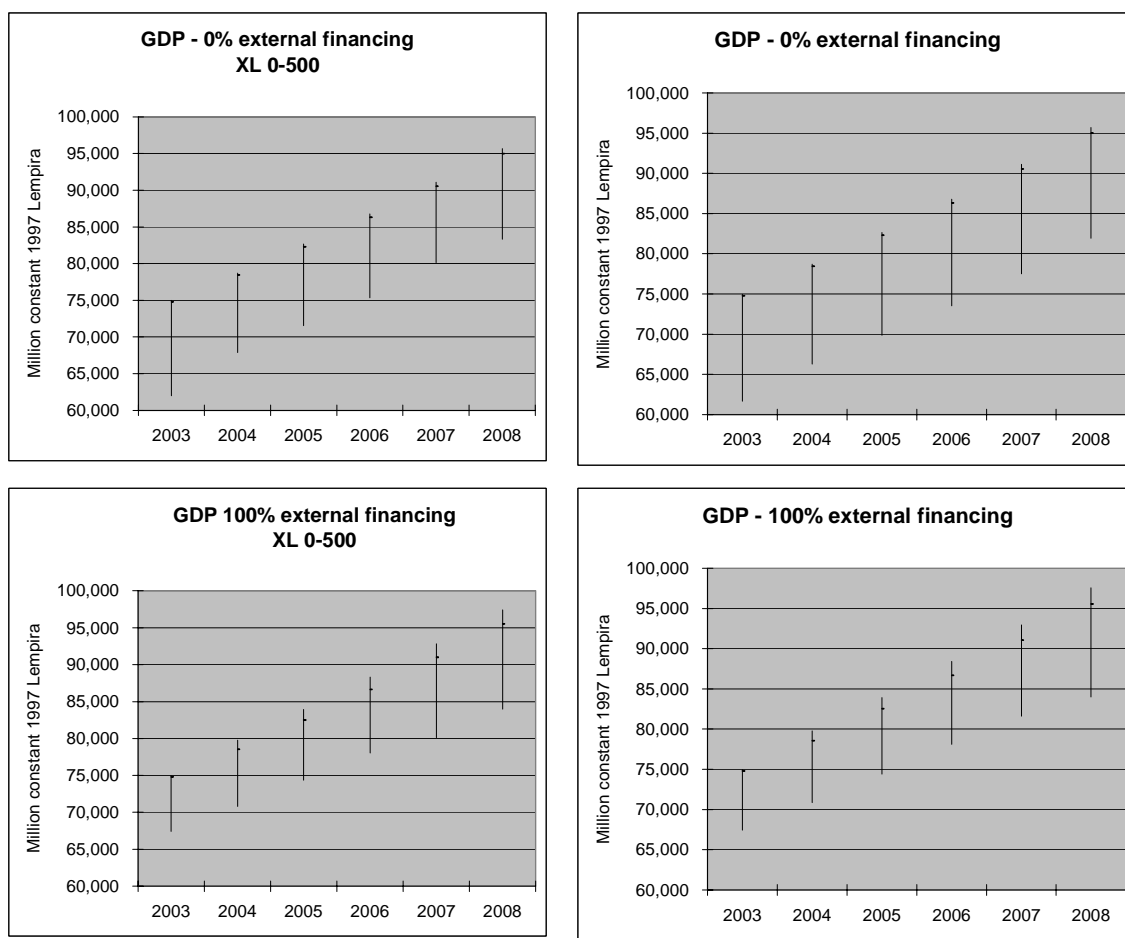 GDP - 0% external financing
XL 0-500
Million constant 1997 Lempira
100,000
95,000
90,000
85,000
80,000
75,000
70,000
65,000
60,000
2003 2004 2005 2006 2007 2008
GDP - 0% external financing
Million constant 1997 Lempira
100,000
95,000
90,000
85,000
80,000
75,000
70,000
65,000
60,000
2003 2004 2005 2006 2007 2008
GDP 100% external financing
XL 0-500
Million constant 1997 Lempira
100,000
95,000
90,000
85,000
80,000
75,000
70,000
65,000
60,000
2003 2004 2005 2006 2007 2008
GDP - 100% external financing
Million constant 1997 Lempira
100,000
95,000
90,000
85,000
80,000
75,000
70,000
65,000
60,000
2003 2004 2005 2006 2007 2008